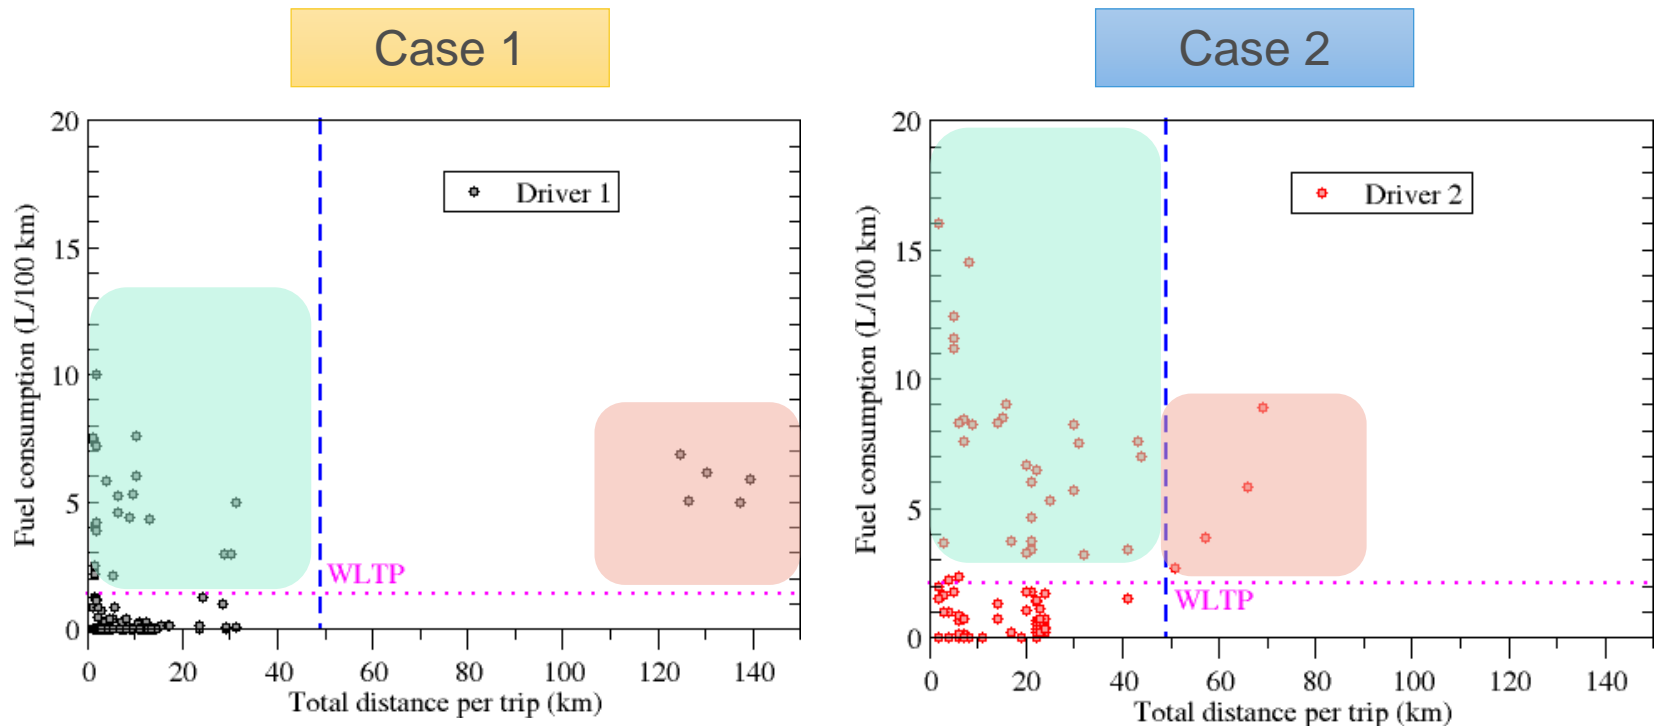 Case 1
Case 2
20
15
10
5
0
Fuel consumption (L/100 km)
Driver 1
WLTP
0 20 40 60 80 100 120 140
Total distance per trip (km)
20
15
10
5
0
Fuel consumption (L/100 km)
Driver 2
WLTP
0 20 40 60 80 100 120 140
Total distance per trip (km)